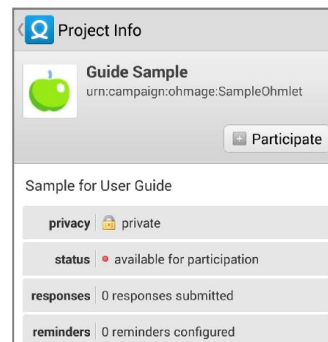 Project Info
Guide Sample
urn:campaign:ohmage:SampleOhmlet
Participate
Sample for User Guide
privacy private
status available for participation
responses 0 responses submitted
reminders 0 reminders configured